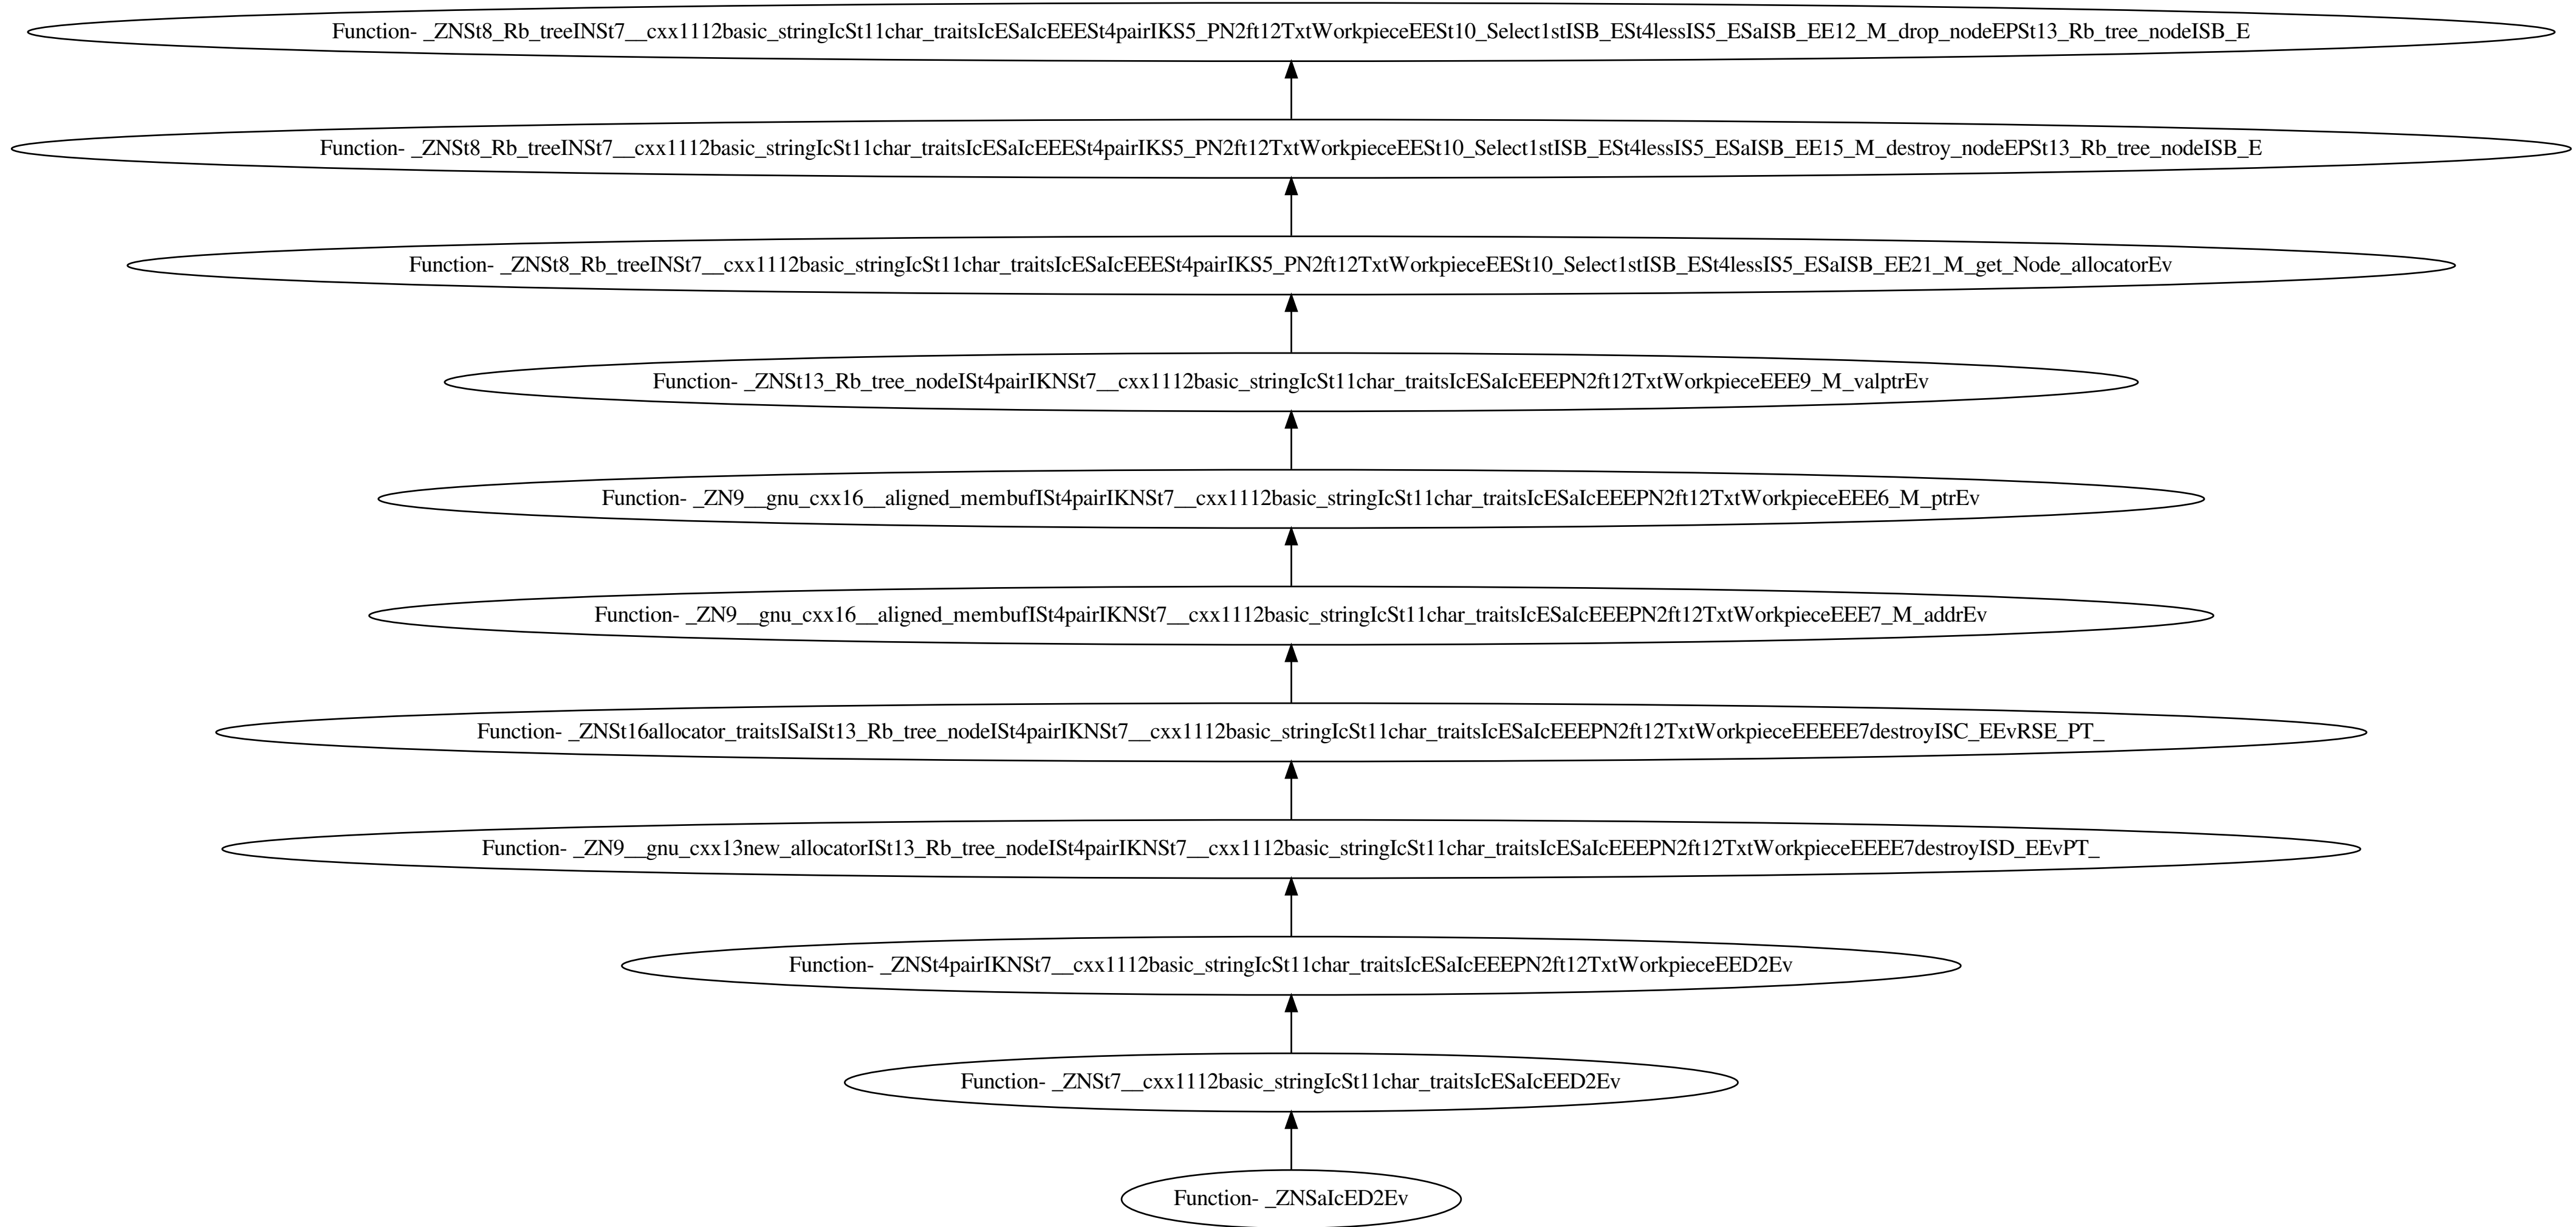 Function- _ZNSt8_Rb_treeINSt7__cxx1112basic_stringIcSt11char_traitsIcESaIcEEESt4pairIKS5_PN2ft12TxtWorkpieceEESt10_Select1stISB_ESt4lessIS5_ESaISB_EE12_M_drop_nodeEPSt13_Rb_tree_nodeISB_E
Function- _ZNSt8_Rb_treeINSt7__cxx1112basic_stringIcSt11char_traitsIcESaIcEEESt4pairIKS5_PN2ft12TxtWorkpieceEESt10_Select1stISB_ESt4lessIS5_ESaISB_EE15_M_destroy_nodeEPSt13_Rb_tree_nodeISB_E
Function- _ZNSt8_Rb_treeINSt7__cxx1112basic_stringIcSt11char_traitsIcESaIcEEESt4pairIKS5_PN2ft12TxtWorkpieceEESt10_Select1stISB_ESt4lessIS5_ESaISB_EE21_M_get_Node_allocatorEv
Function- _ZNSt13_Rb_tree_nodeISt4pairIKNSt7__cxx1112basic_stringIcSt11char_traitsIcESaIcEEEPN2ft12TxtWorkpieceEEE9_M_valptrEv
Function- _ZN9__gnu_cxx16__aligned_membufISt4pairIKNSt7__cxx1112basic_stringIcSt11char_traitsIcESaIcEEEPN2ft12TxtWorkpieceEEE6_M_ptrEv
Function- _ZN9__gnu_cxx16__aligned_membufISt4pairIKNSt7__cxx1112basic_stringIcSt11char_traitsIcESaIcEEEPN2ft12TxtWorkpieceEEE7_M_addrEv
Function- _ZNSt16allocator_traitsISaISt13_Rb_tree_nodeISt4pairIKNSt7__cxx1112basic_stringIcSt11char_traitsIcESaIcEEEPN2ft12TxtWorkpieceEEEEE7destroyISC_EEvRSE_PT_
Function- _ZN9__gnu_cxx13new_allocatorISt13_Rb_tree_nodeISt4pairIKNSt7__cxx1112basic_stringIcSt11char_traitsIcESaIcEEEPN2ft12TxtWorkpieceEEEE7destroyISD_EEvPT_
Function- _ZNSt4pairIKNSt7__cxx1112basic_stringIcSt11char_traitsIcESaIcEEEPN2ft12TxtWorkpieceEED2Ev
Function- _ZNSt7__cxx1112basic_stringIcSt11char_traitsIcESaIcEED2Ev
Function- _ZNSaIcED2Ev